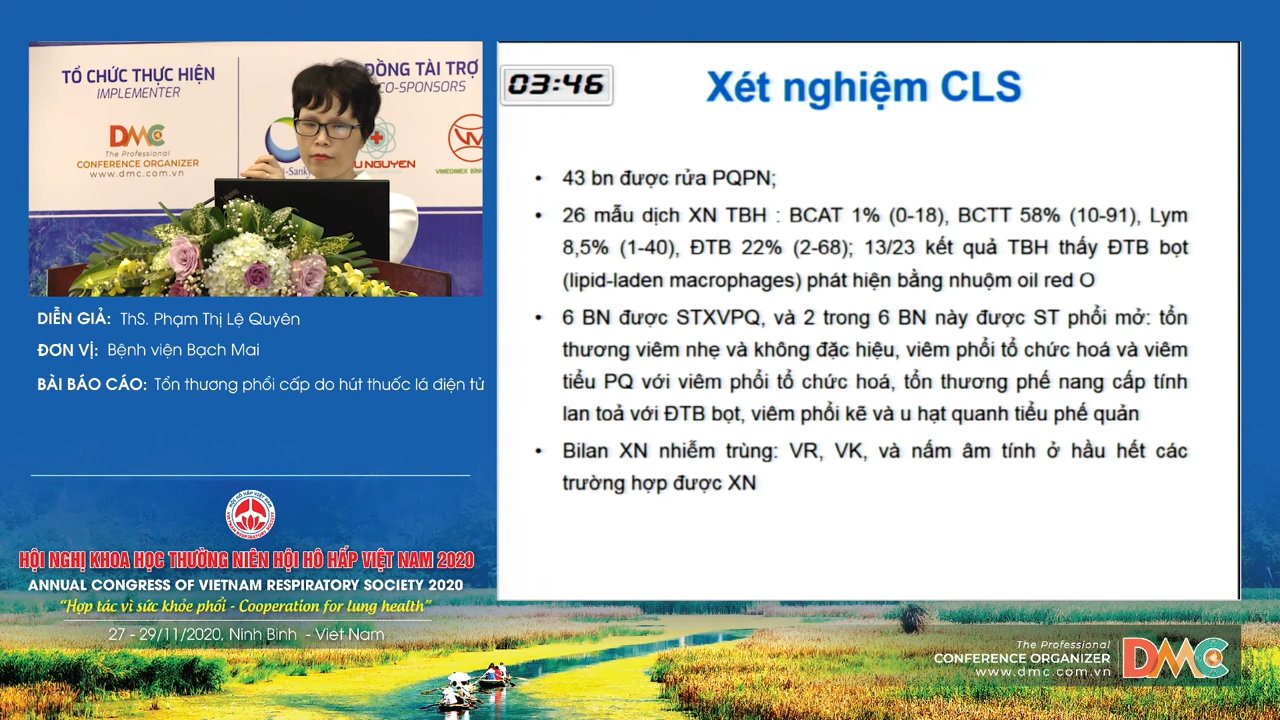 TỔ CHỨC THỰC HIỆN
IMPLEMENTER
DMC
The Professional
CONFERENCE ORGANIZER
www.dmc.com.vn
ĐỒNG TÀI TRỢ
CO-SPONSORS
NGUYEN
VIMEDIMEX BÌN
DIỄN GIẢ: ThS. Phạm Thị Lệ Quyên
ĐƠN VỊ: Bệnh viện Bạch Mai
BÀI BÁO CÁO: Tổn thương phổi cấp do hút thuốc lá điện tử
HỘI NGHỊ KHOA HỌC THƯỜNG NIÊN HỘI HÔ HẤP VIỆT NAM 2020
ANNUAL CONGRESS OF VIETNAM RESPIRATORY SOCIETY 2020
“Hợp tác vì sức khỏe phổi - Cooperation for lung health”
27 - 29/11/2020, Ninh Binh - Viet Nam
03:46
Xét nghiệm CLS
• 43 bn được rửa PQPN;
• 26 mẫu dịch XN TBH : BCAT 1% (0-18), BCTT 58% (10-91), Lym
8,5% (1-40), ĐTB 22% (2-68); 13/23 kết quả TBH thấy ĐTB bọt
(lipid-laden macrophages) phát hiện bằng nhuộm oil red O
• 6 BN được STXVPQ, và 2 trong 6 BN này được ST phổi mở: tổn
thương viêm nhẹ và không đặc hiệu, viêm phổi tổ chức hoá và viêm
tiểu PQ với viêm phổi tổ chức hoá, tổn thương phế nang cấp tính
lan toả với ĐTB bọt, viêm phổi kẽ và u hạt quanh tiểu phế quản
• Bilan XN nhiễm trùng: VR, VK, và nấm âm tính ở hầu hết các
trường hợp được XN
The Professional
CONFERENCE ORGANIZER
www.dmc.com.vn
DMC